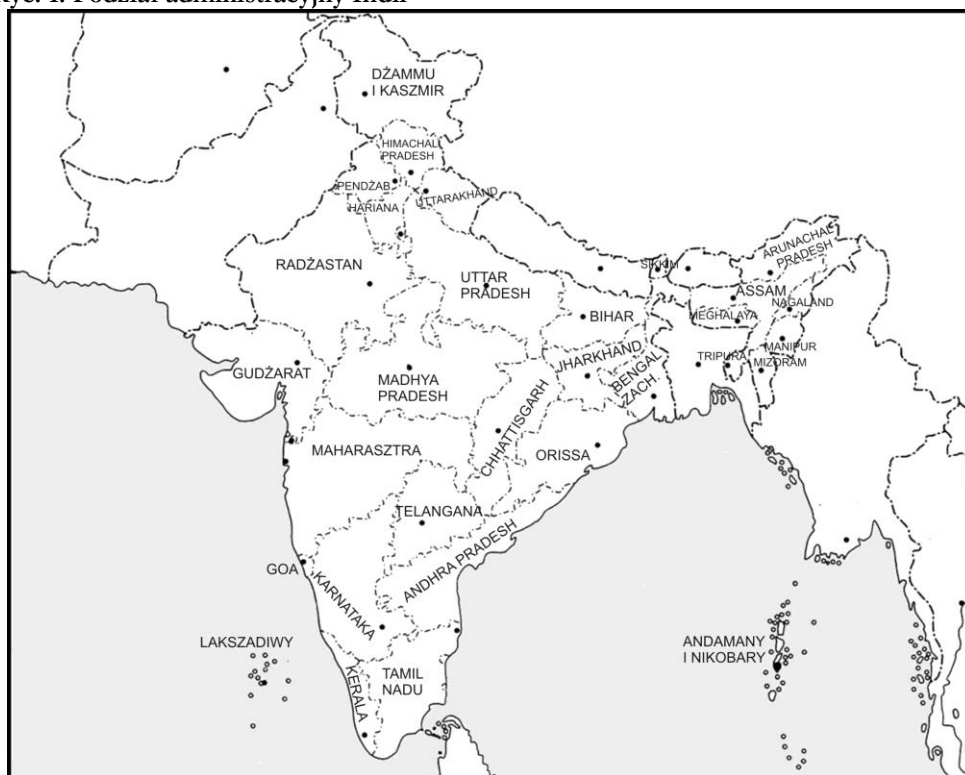 Ryc. 1. Podział administracyjny Indii
DŻAMMU
I KASZMIR
HIMACHAL
PRADESH
PENDŻAB
UTTARAKHAND
HARIANA
RADŻASTAN
UTTAR
PRADESH
SIKKIM
ARUNACHAL
PRADESH
ASSAM
NAGALAND
MEGHALAYA
BIHAR
MANIPUR
MIZORAM
TRIPURA
JHARKHAND
BENGAL
ZACH.
GUDŻARAT
MADHYA
PRADESH
CHHATTISGARH
MAHARASZTRA
ORISSA
TELANGANA
ANDHRA PRADESH
GOA
KARNATAKA
LAKSZADIWY
ANDAMANY
I NIKOBARY
KERALA
TAMIL
NADU